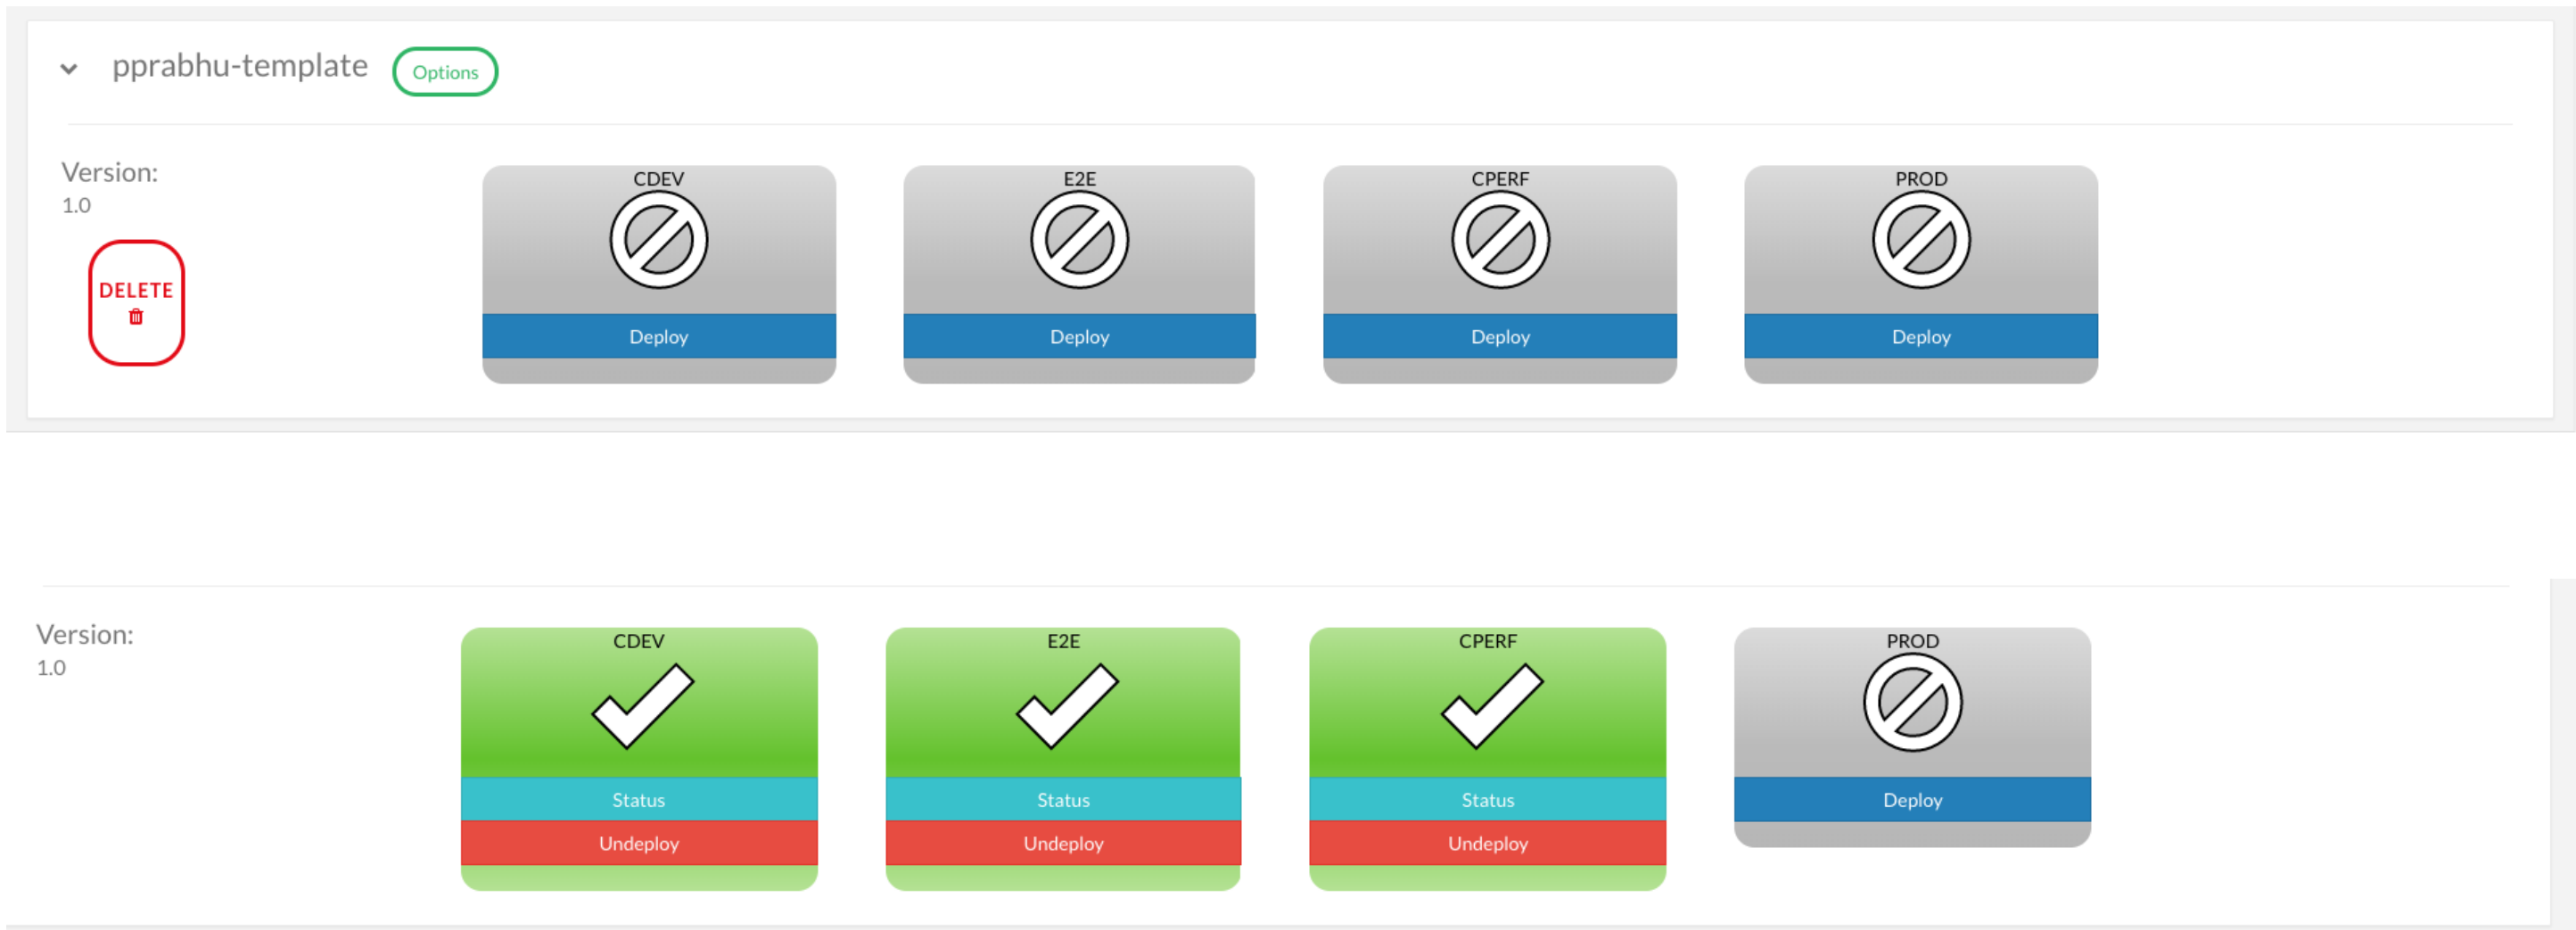 pprabhu-template Options
Version:
1.0
DELETE
CDEV E2E CPERF PROD
Deploy Deploy Deploy Deploy
Version:
1.0
CDEV E2E CPERF PROD
Status Status Status Deploy
Undeploy Undeploy Undeploy